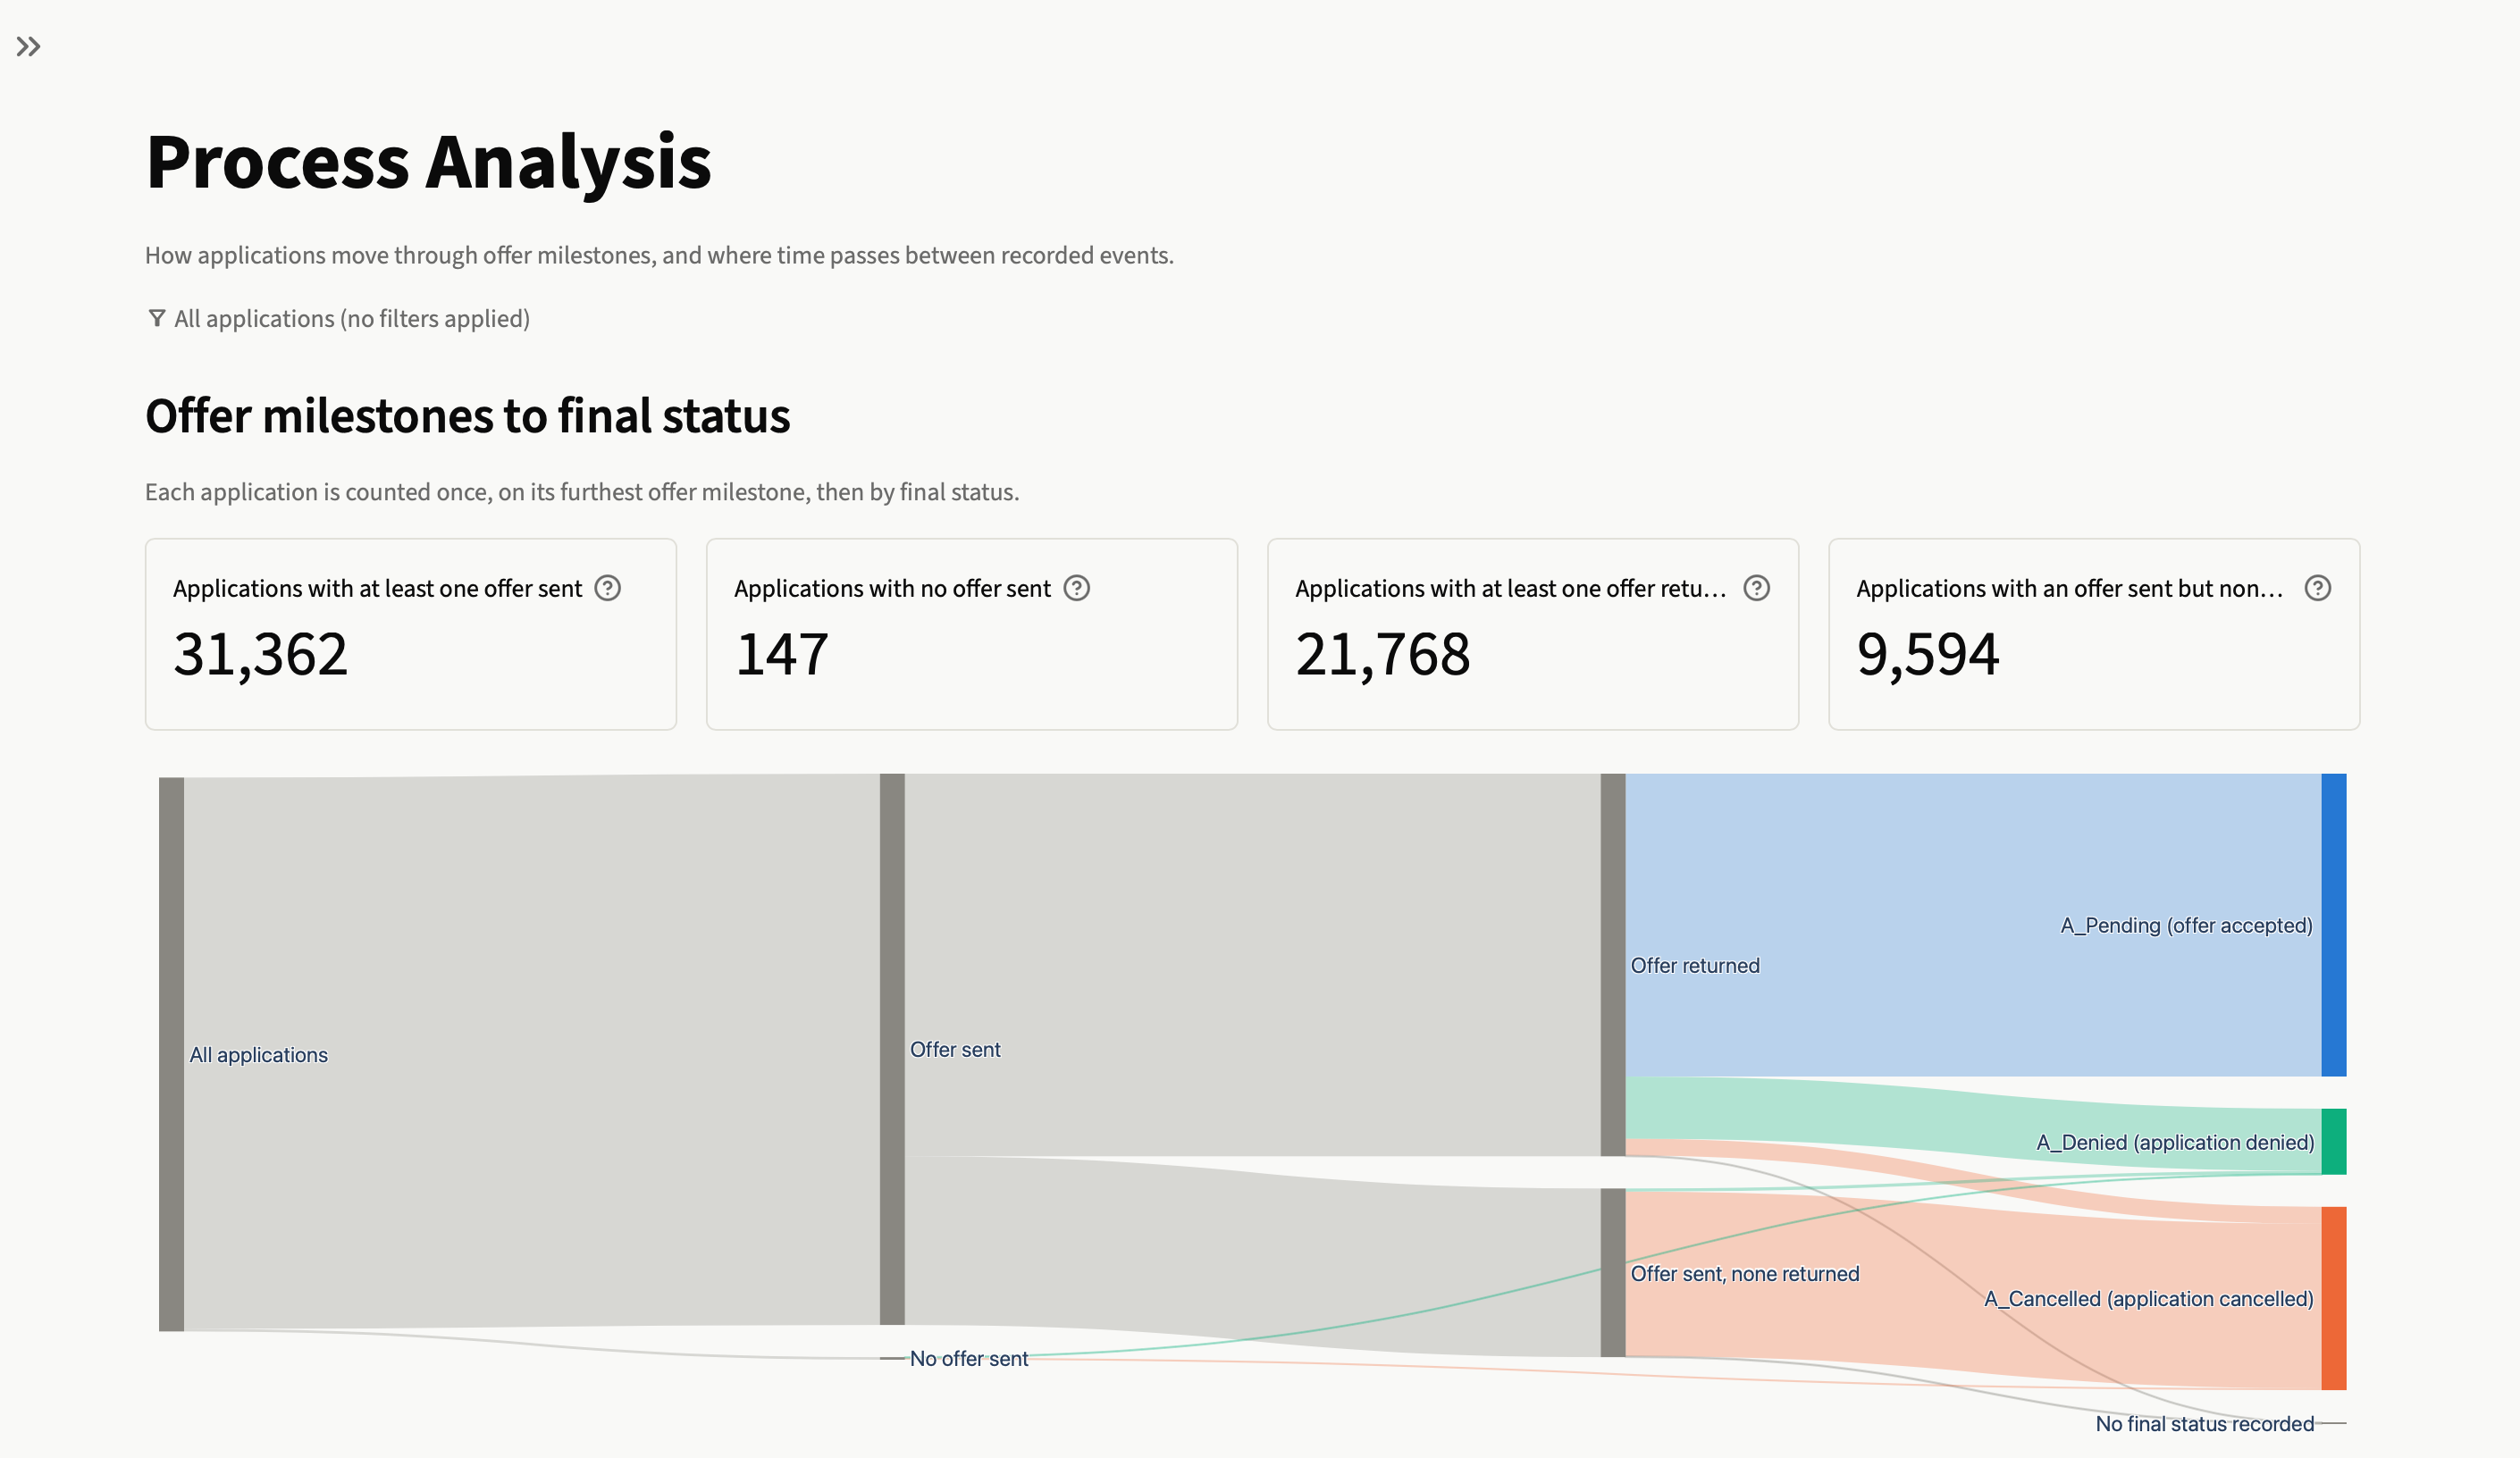 Process Analysis
How applications move through offer milestones, and where time passes between recorded events.
All applications (no filters applied)
Offer milestones to final status
Each application is counted once, on its furthest offer milestone, then by final status.
Applications with at least one offer sent
31,362
Applications with no offer sent
147
Applications with at least one offer retu…
21,768
Applications with an offer sent but non…
9,594
All applications
Offer sent
No offer sent
Offer returned
Offer sent, none returned
A_Pending (offer accepted)
A_Denied (application denied)
A_Cancelled (application cancelled)
No final status recorded